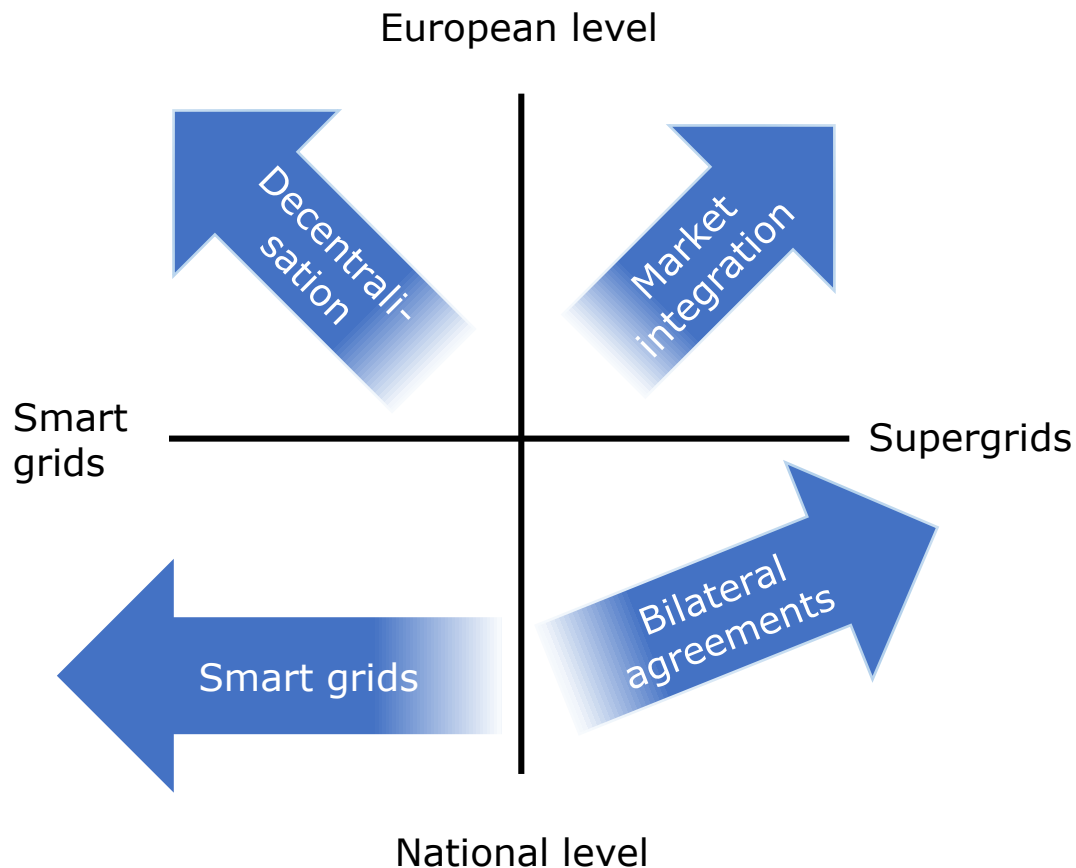 European level
Decentrali-
sation
Market
integration
Smart
grids
Supergrids
Bilateral
agreements
Smart grids
National level